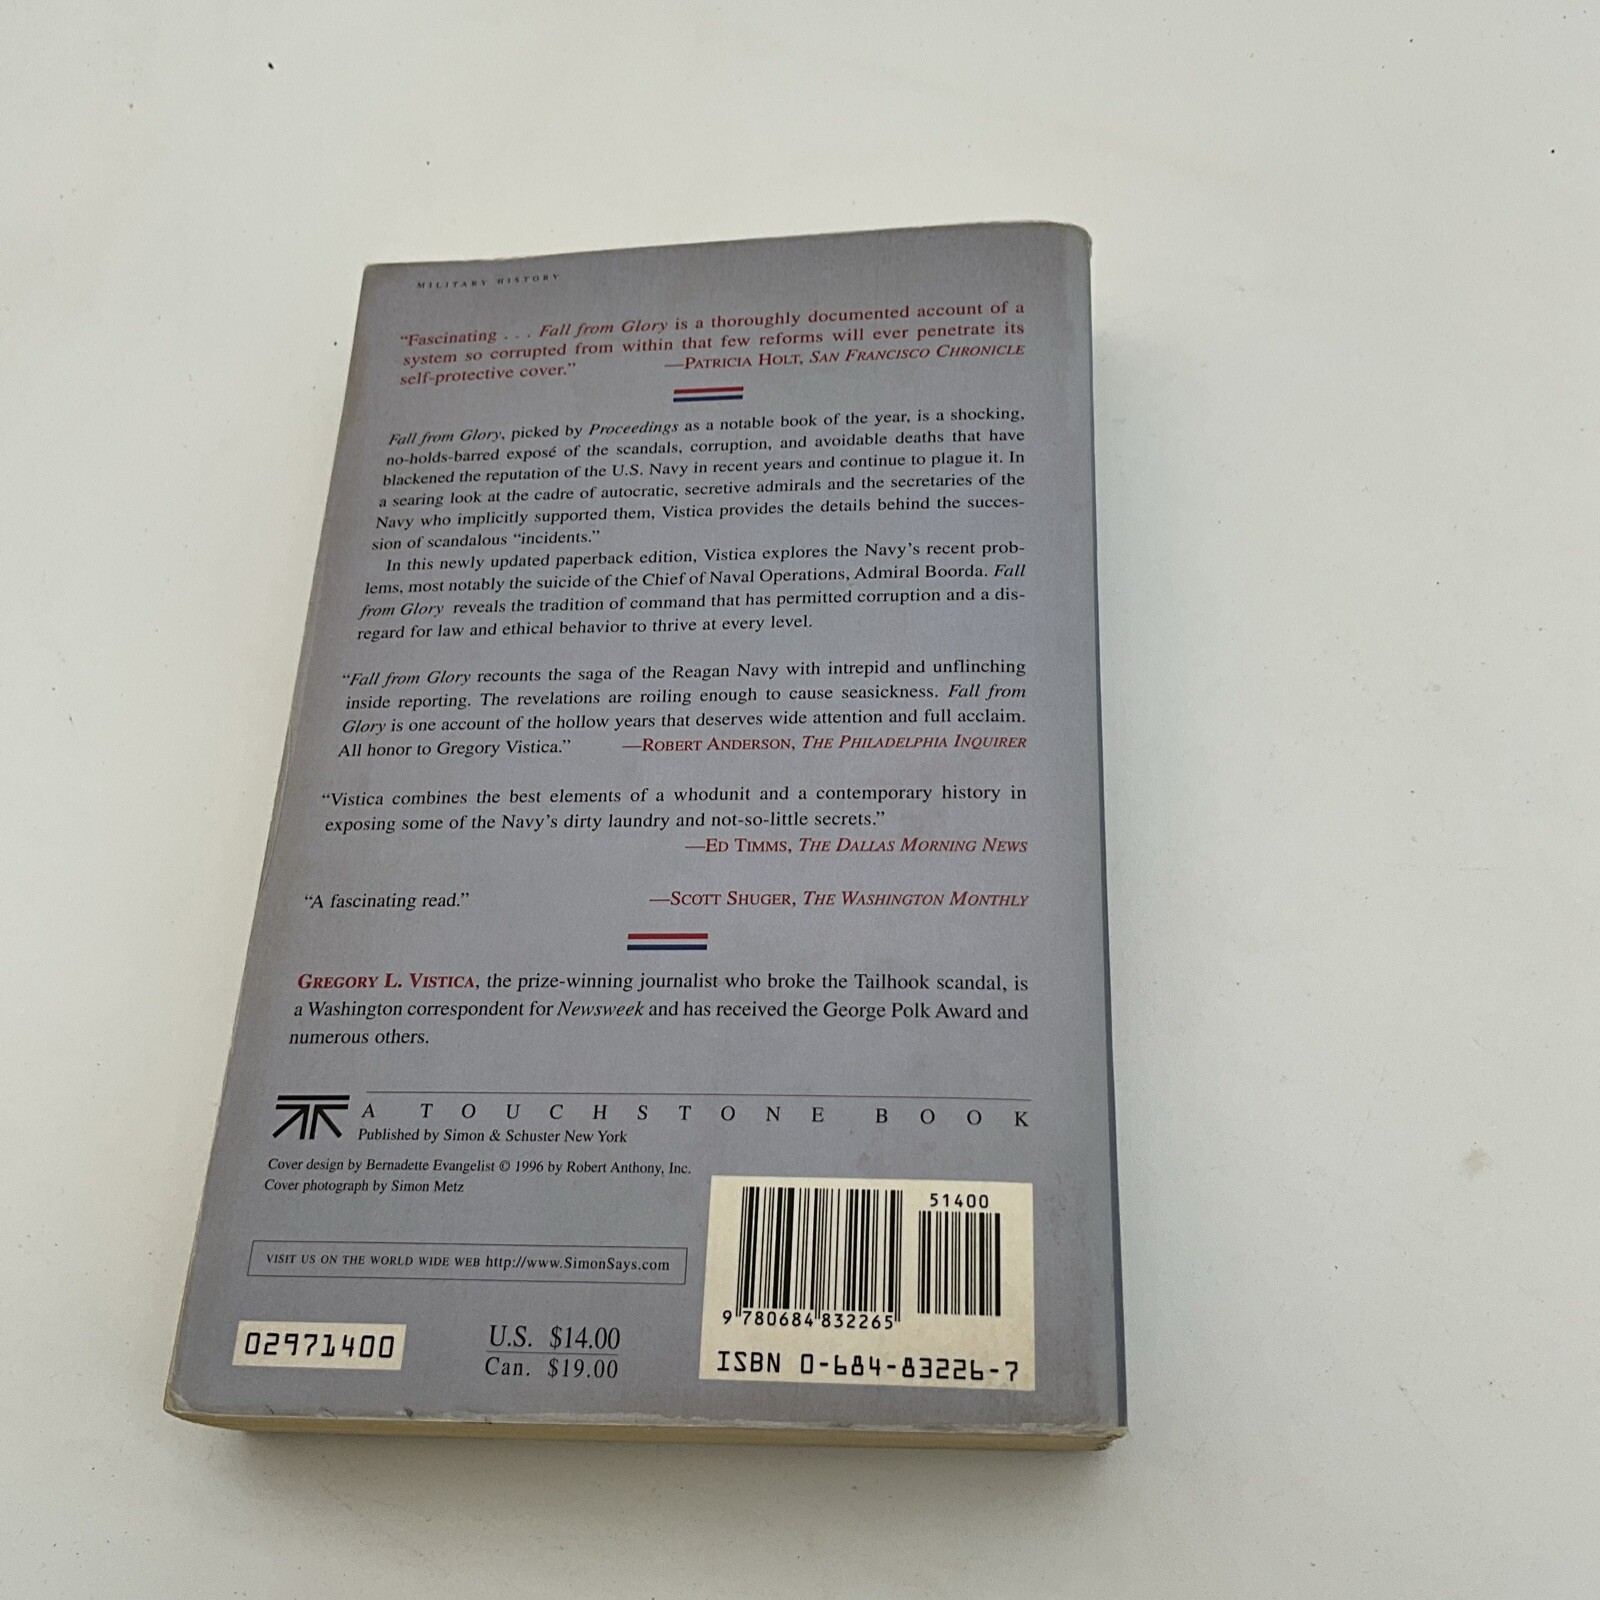 MILITARY HISTORY
“Fascinating . . . Fall from Glory is a thoroughly documented account of a
system so corrupted from within that few reforms will ever penetrate its
self-protective cover.” —PATRICIA HOLT, SAN FRANCISCO CHRONICLE
Fall from Glory, picked by Proceedings as a notable book of the year, is a shocking,
no-holds-barred exposé of the scandals, corruption, and avoidable deaths that have
blackened the reputation of the U.S. Navy in recent years and continue to plague it. In
a searing look at the cadre of autocratic, secretive admirals and the secretaries of the
Navy who implicitly supported them, Vistica provides the details behind the succes-
sion of scandalous “incidents.”
In this newly updated paperback edition, Vistica explores the Navy’s recent prob-
lems, most notably the suicide of the Chief of Naval Operations, Admiral Boorda. Fall
from Glory reveals the tradition of command that has permitted corruption and a dis-
regard for law and ethical behavior to thrive at every level.
“Fall from Glory recounts the saga of the Reagan Navy with intrepid and unflinching
inside reporting. The revelations are roiling enough to cause seasickness. Fall from
Glory is one account of the hollow years that deserves wide attention and full acclaim.
All honor to Gregory Vistica.” —ROBERT ANDERSON, THE PHILADELPHIA INQUIRER
“Vistica combines the best elements of a whodunit and a contemporary history in
exposing some of the Navy’s dirty laundry and not-so-little secrets.”
—ED TIMMS, THE DALLAS MORNING NEWS
“A fascinating read.” —SCOTT SHUGER, THE WASHINGTON MONTHLY
GREGORY L. VISTICA, the prize-winning journalist who broke the Tailhook scandal, is
a Washington correspondent for Newsweek and has received the George Polk Award and
numerous others.
A TOUCHSTONE BOOK
Published by Simon & Schuster New York
Cover design by Bernadette Evangelist © 1996 by Robert Anthony, Inc.
Cover photograph by Simon Metz
VISIT US ON THE WORLD WIDE WEB http://www.SimonSays.com
02971400
U.S. $14.00
Can. $19.00
51400
9 780684 832265
ISBN 0-684-83226-7